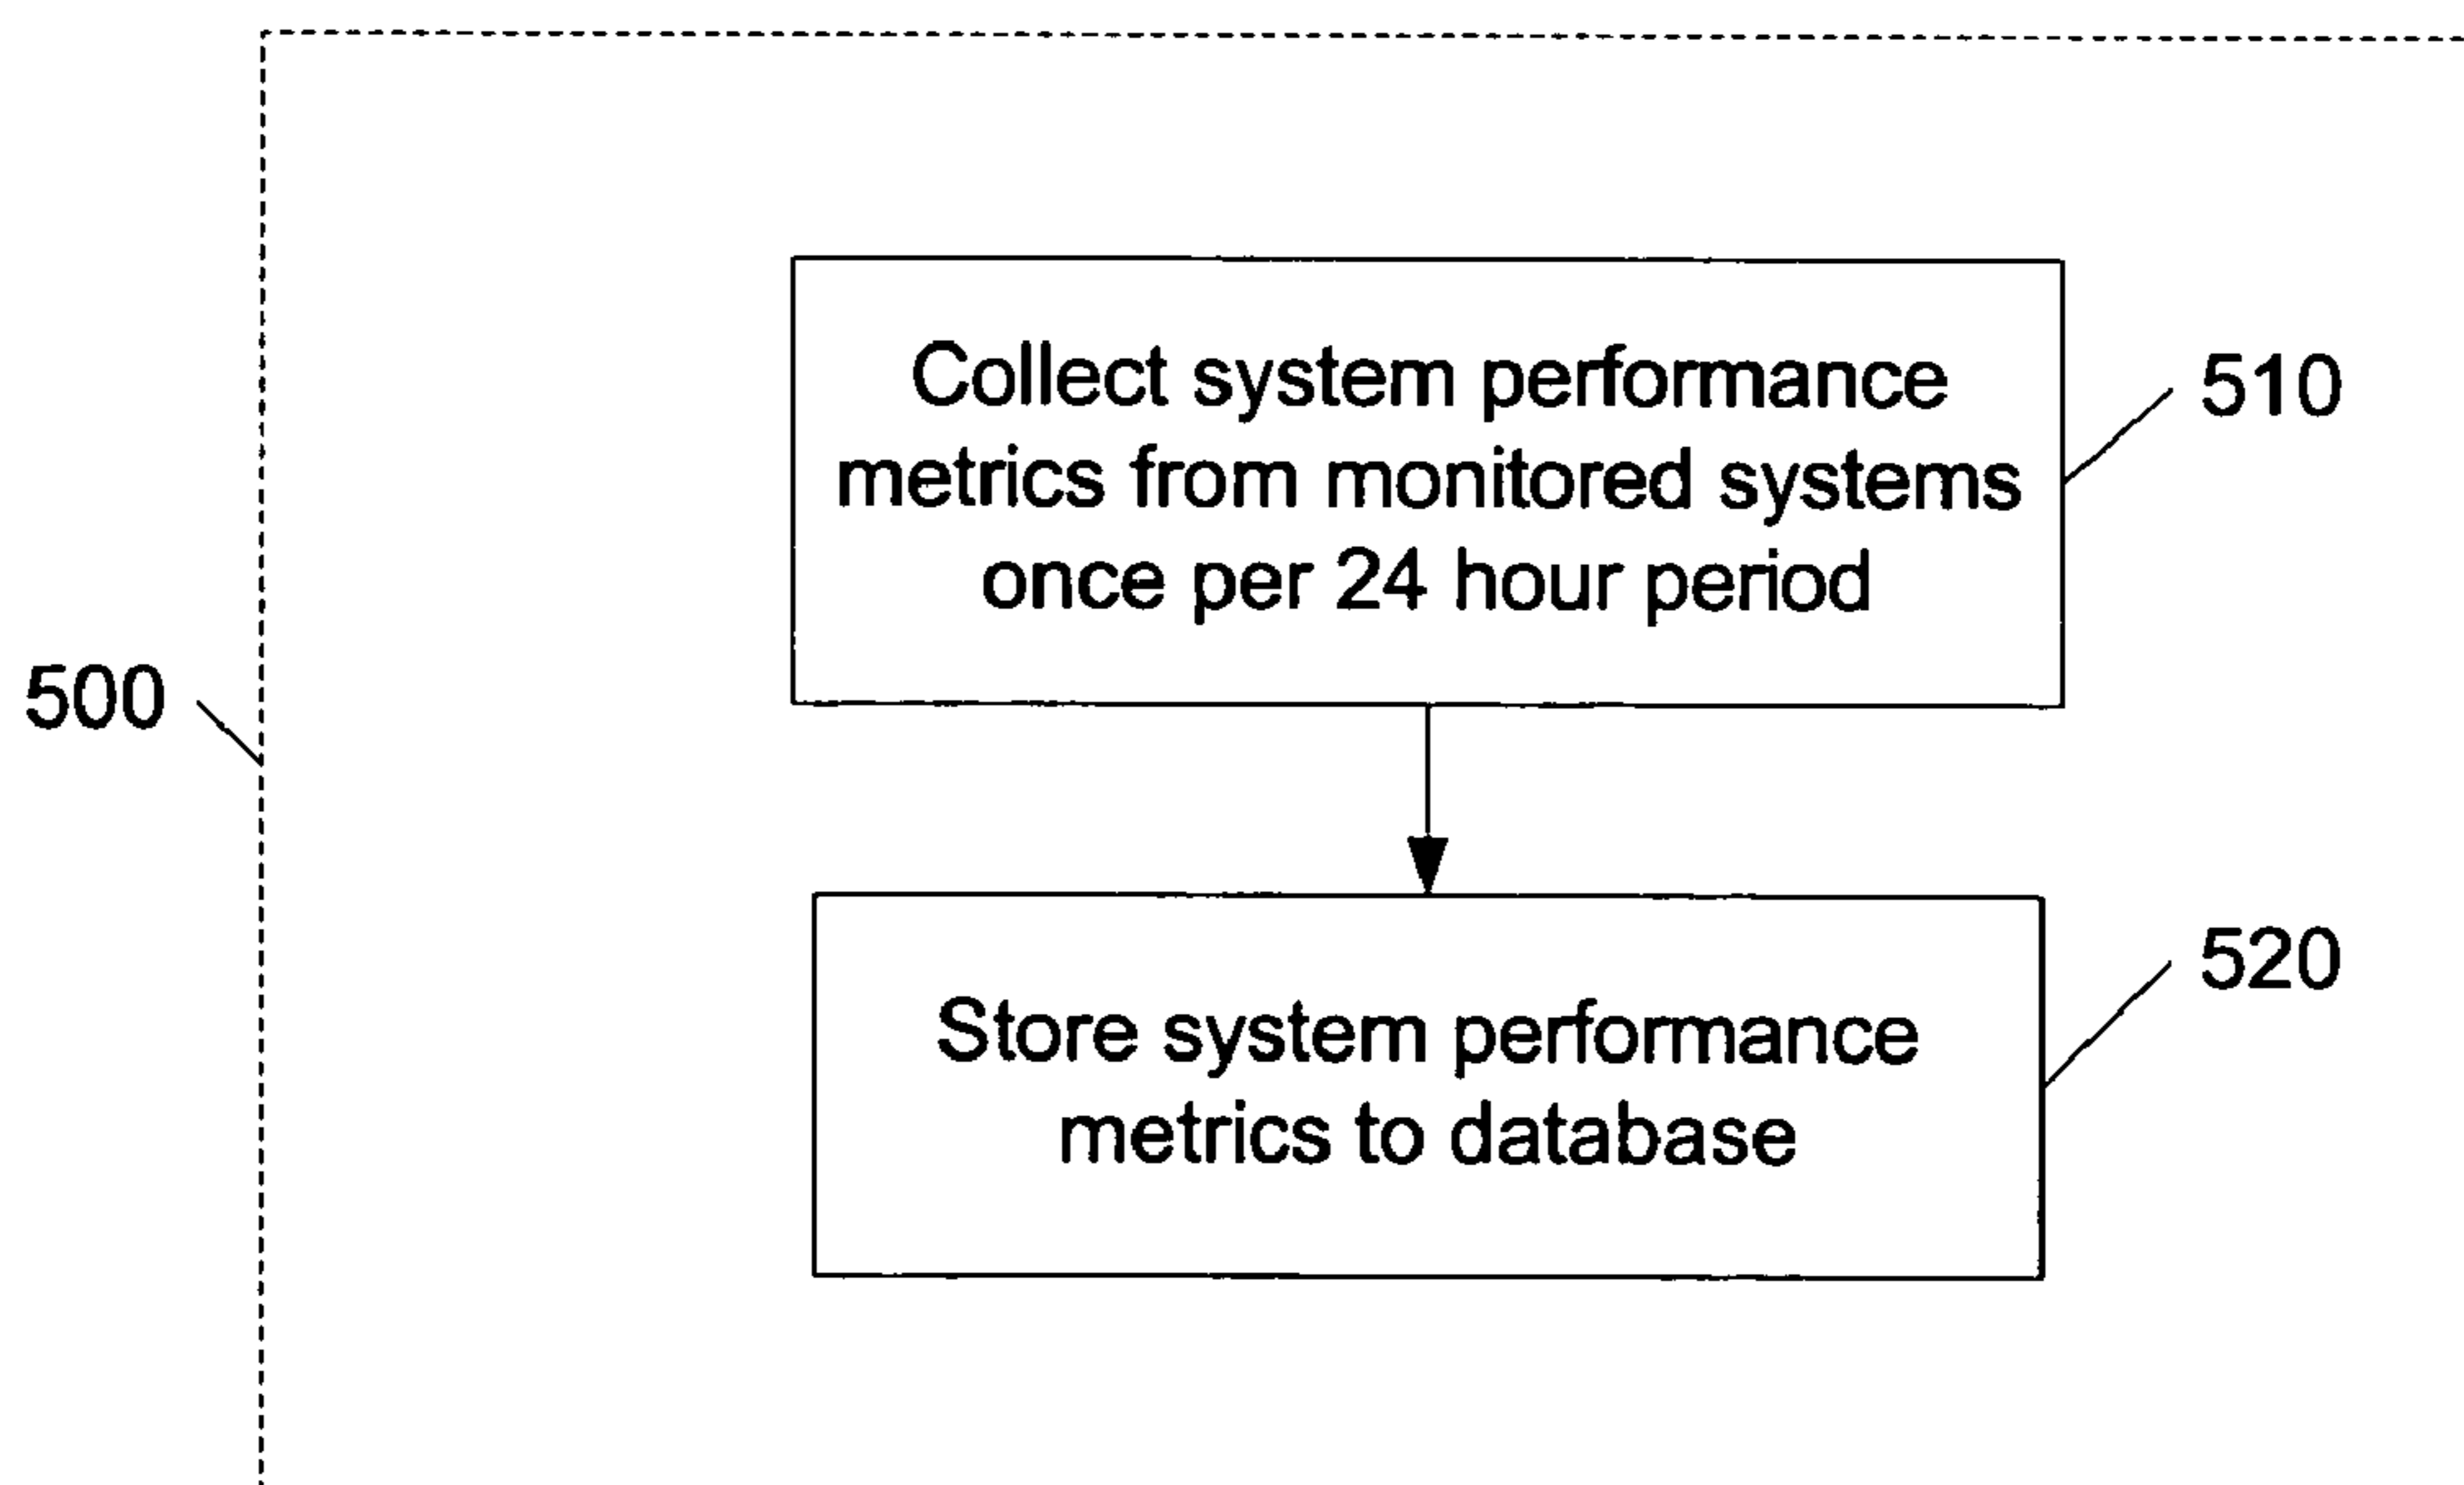 Collect system performance
metrics from monitored systems
once per 24 hour period
510
500
Store system performance
metrics to database
520